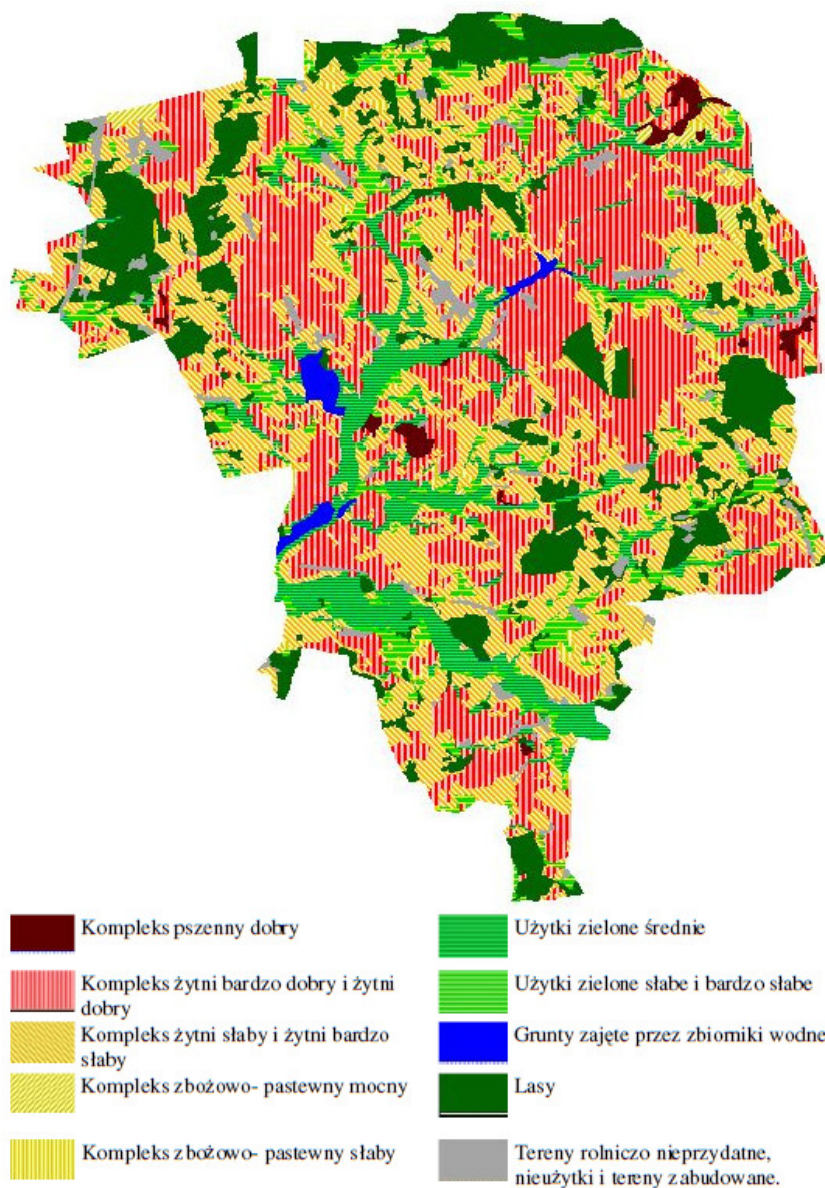 Kompleks pszenny dobry
Kompleks żytni bardzo dobry i żytni
dobry
Kompleks żytni słaby i żytni bardzo
słaby
Kompleks zbożowo- pastewny mocny
Kompleks zbożowo- pastewny słaby
Użytki zielone średnie
Użytki zielone słabe i bardzo słabe
Grunty zajęte przez zbiorniki wodne
Lasy
Tereny rolniczo nieprzydatne,
nieużytki i tereny zabudowane.